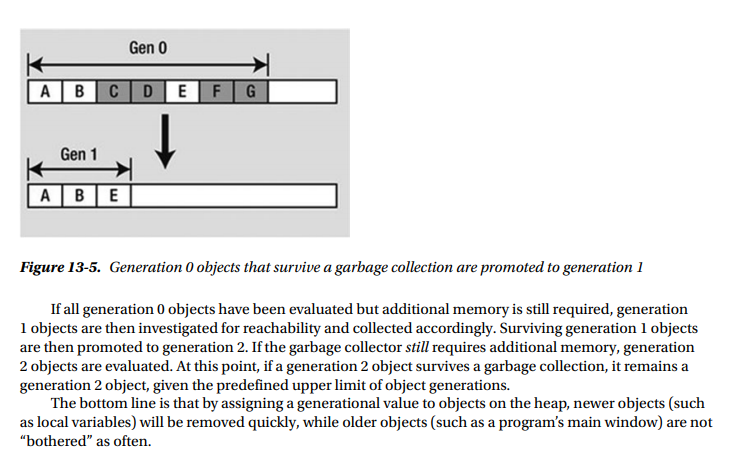 Gen 0
A B C D E F G
Gen 1
A B E
Figure 13-5. Generation 0 objects that survive a garbage collection are promoted to generation 1
If all generation 0 objects have been evaluated but additional memory is still required, generation
1 objects are then investigated for reachability and collected accordingly. Surviving generation 1 objects
are then promoted to generation 2. If the garbage collector still requires additional memory, generation
2 objects are evaluated. At this point, if a generation 2 object survives a garbage collection, it remains a
generation 2 object, given the predefined upper limit of object generations.
The bottom line is that by assigning a generational value to objects on the heap, newer objects (such
as local variables) will be removed quickly, while older objects (such as a program’s main window) are not
“bothered” as often.